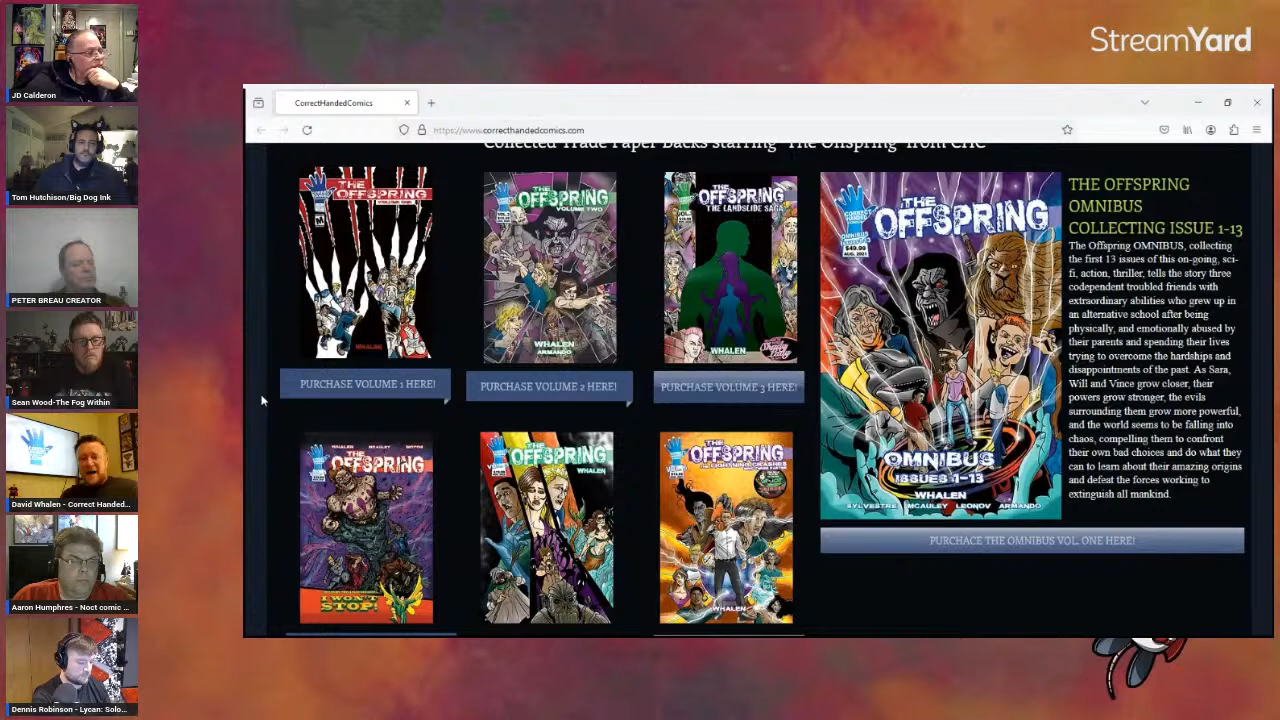 StreamYard
JD Calderon
Tom Hutchison/Big Dog Ink
PETER BREAU CREATOR
Sean Wood-The Fog Within
David Whalen - Correct Handed...
Aaron Humphres - Noct comic ...
Dennis Robinson - Lycan: Solo...
CorrectHandedComics
https://www.correcthandedcomics.com
Collected Trade Paper Backs starring 'The Offspring' from CHC
THE
OFFSPRING
THE
OFFSPRING
VOLUME TWO
WHALEN
ARMANDO
THE
OFFSPRING
THE LANDSLIDE SAGA
WHALEN
PURCHASE VOLUME 1 HERE!
PURCHASE VOLUME 2 HERE!
PURCHASE VOLUME 3 HERE!
WHALEN
THE
OFFSPRING
I WON'T
STOP!
THE
OFFSPRING
WHALEN
THE
OFFSPRING
WHALEN
THE
OFFSPRING
$49.99
AUG. 2021
OMNIBUS
ISSUES 1-13
WHALEN
SYLVESTRE MCAULEY LEONOV ARMANDO
THE OFFSPRING
OMNIBUS
COLLECTING ISSUE 1-13
The Offspring OMNIBUS, collecting
the first 13 issues of this on-going, sci-
fi, action, thriller, tells the story three
codependent troubled friends with
extraordinary abilities who grew up in
an alternative school after being
physically, and emotionally abused by
their parents and spending their lives
trying to overcome the hardships and
disappointments of the past. As Sara,
Will and Vince grow closer, their
powers grow stronger, the evils
surrounding them grow more powerful,
and the world seems to be falling into
chaos, compelling them to confront
their own bad choices and do what they
can to learn about their amazing origins
and defeat the forces working to
extinguish all mankind.
PURCHACE THE OMNIBUS VOL. ONE HERE!